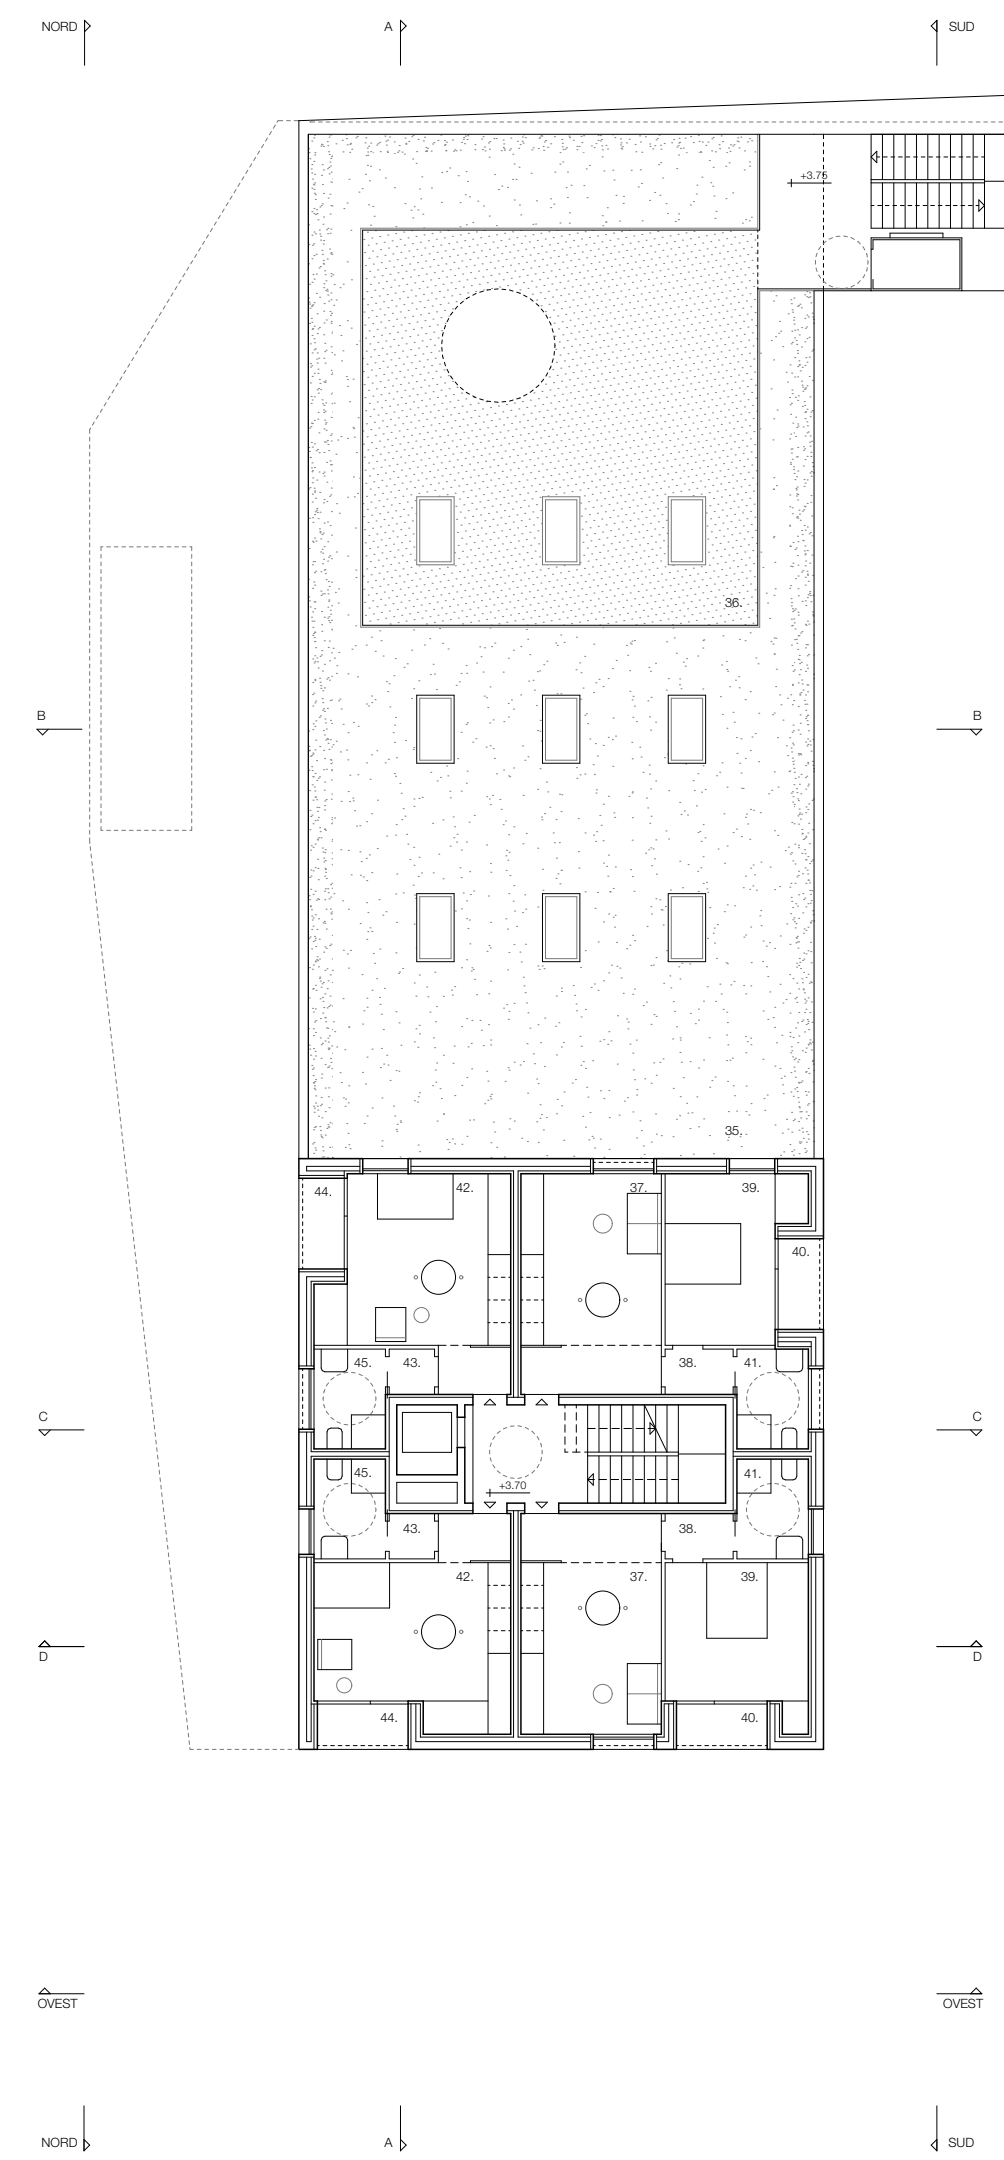 NORD A SUD
+3.75
36.
B B
35.
44. 42. 37. 39.
40.
45. 43. 38. 41.
C C
45. +3.70 41.
43. 38.
42. 37. 39.
D D
44. 40.
OVEST OVEST
NORD A SUD